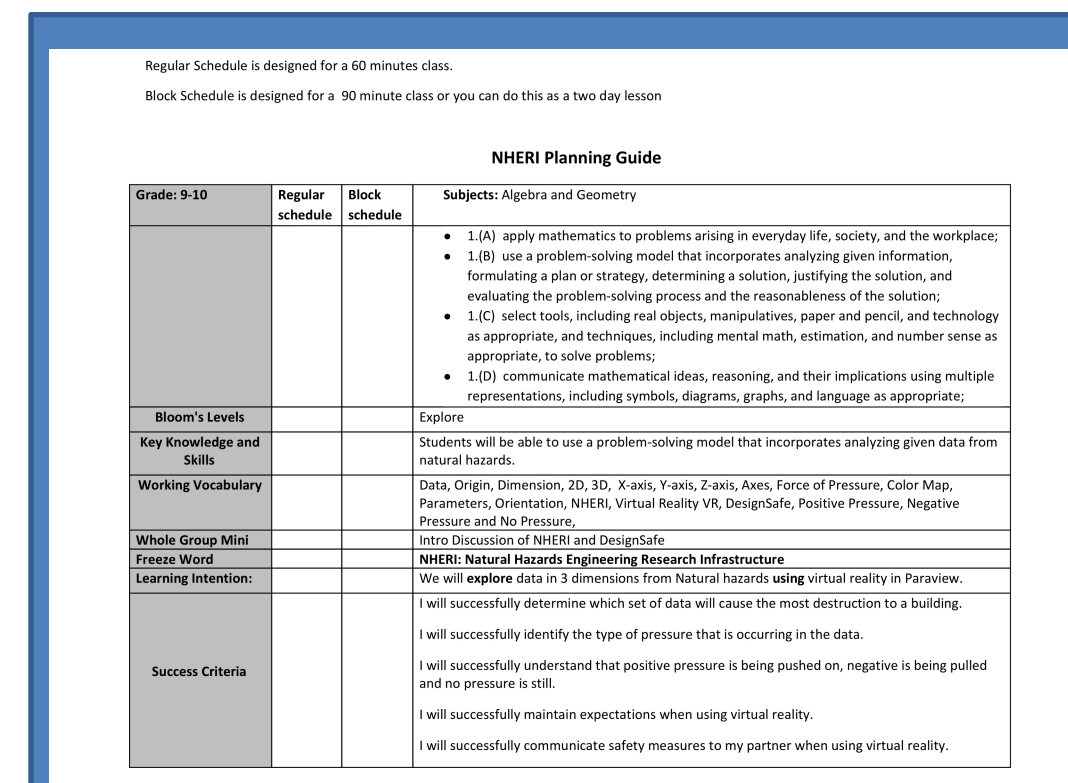 Regular Schedule is designed for a 60 minutes class.
Block Schedule is designed for a  90 minute class or you can do this as a two day lesson
NHERI Planning Guide
Grade: 9-10
Regular
schedule
Block
schedule
Subjects: Algebra and Geometry
● 1.(A)  apply mathematics to problems arising in everyday life, society, and the workplace;
● 1.(B)  use a problem-solving model that incorporates analyzing given information,
formulating a plan or strategy, determining a solution, justifying the solution, and
evaluating the problem-solving process and the reasonableness of the solution;
● 1.(C)  select tools, including real objects, manipulatives, paper and pencil, and technology
as appropriate, and techniques, including mental math, estimation, and number sense as
appropriate, to solve problems;
● 1.(D)  communicate mathematical ideas, reasoning, and their implications using multiple
representations, including symbols, diagrams, graphs, and language as appropriate;
Bloom's Levels
Explore
Key Knowledge and
Skills
Students will be able to use a problem-solving model that incorporates analyzing given data from
natural hazards.
Working Vocabulary
Data, Origin, Dimension, 2D, 3D,  X-axis, Y-axis, Z-axis, Axes, Force of Pressure, Color Map,
Parameters, Orientation, NHERI, Virtual Reality VR, DesignSafe, Positive Pressure, Negative
Pressure and No Pressure,
Whole Group Mini
Intro Discussion of NHERI and DesignSafe
Freeze Word
NHERI: Natural Hazards Engineering Research Infrastructure
Learning Intention:
We will explore data in 3 dimensions from Natural hazards using virtual reality in Paraview.
Success Criteria
I will successfully determine which set of data will cause the most destruction to a building.
I will successfully identify the type of pressure that is occurring in the data.
I will successfully understand that positive pressure is being pushed on, negative is being pulled
and no pressure is still.
I will successfully maintain expectations when using virtual reality.
I will successfully communicate safety measures to my partner when using virtual reality.